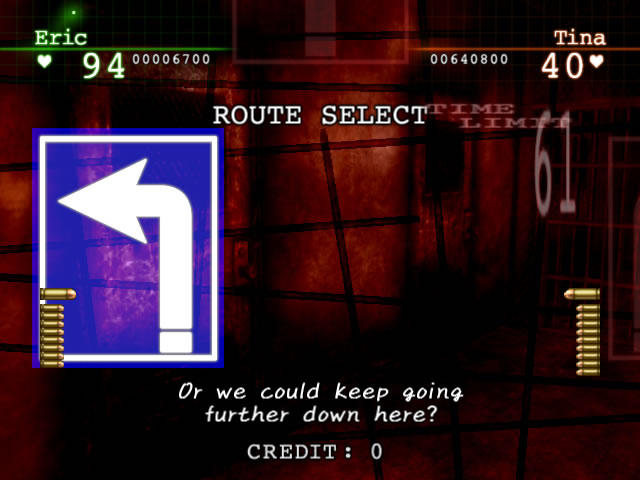 Eric
Tina
94 00006700
00640800 40
ROUTE SELECT
TIME
LIMIT
61
Or we could keep going
further down here?
CREDIT: 0